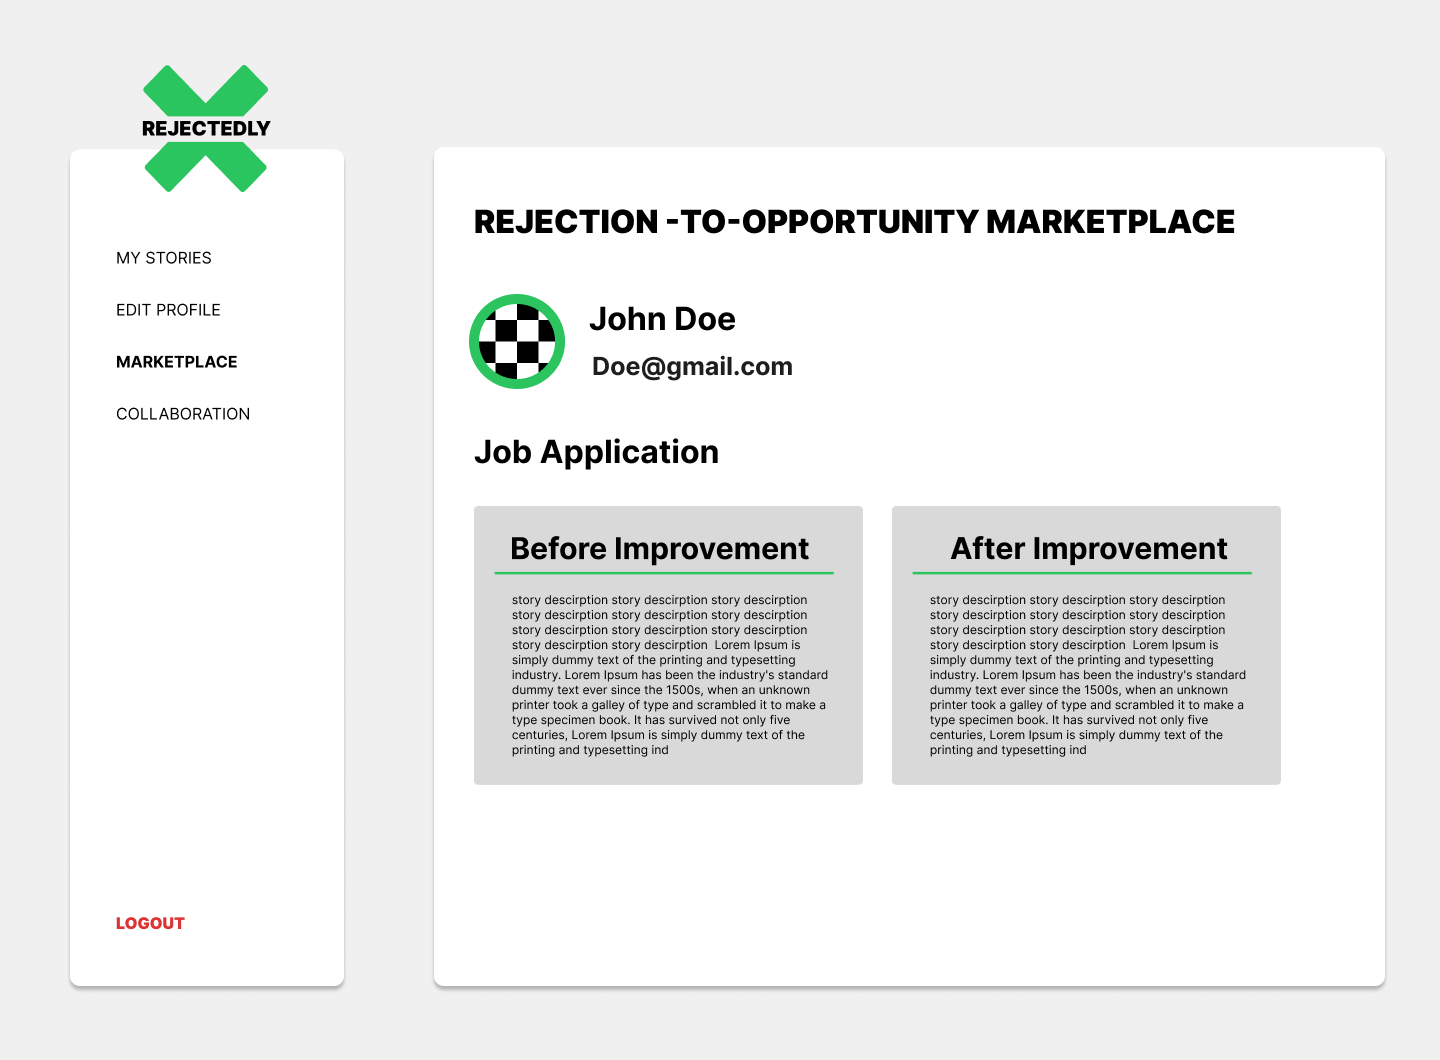 REJECTEDLY
MY STORIES
EDIT PROFILE
MARKETPLACE
COLLABORATION
LOGOUT
REJECTION -TO-OPPORTUNITY MARKETPLACE
John Doe
Doe@gmail.com
Job Application
Before Improvement
story descirption story descirption story descirption
story descirption story descirption story descirption
story descirption story descirption story descirption
story descirption story descirption  Lorem Ipsum is
simply dummy text of the printing and typesetting
industry. Lorem Ipsum has been the industry's standard
dummy text ever since the 1500s, when an unknown
printer took a galley of type and scrambled it to make a
type specimen book. It has survived not only five
centuries, Lorem Ipsum is simply dummy text of the
printing and typesetting ind
After Improvement
story descirption story descirption story descirption
story descirption story descirption story descirption
story descirption story descirption story descirption
story descirption story descirption  Lorem Ipsum is
simply dummy text of the printing and typesetting
industry. Lorem Ipsum has been the industry's standard
dummy text ever since the 1500s, when an unknown
printer took a galley of type and scrambled it to make a
type specimen book. It has survived not only five
centuries, Lorem Ipsum is simply dummy text of the
printing and typesetting ind